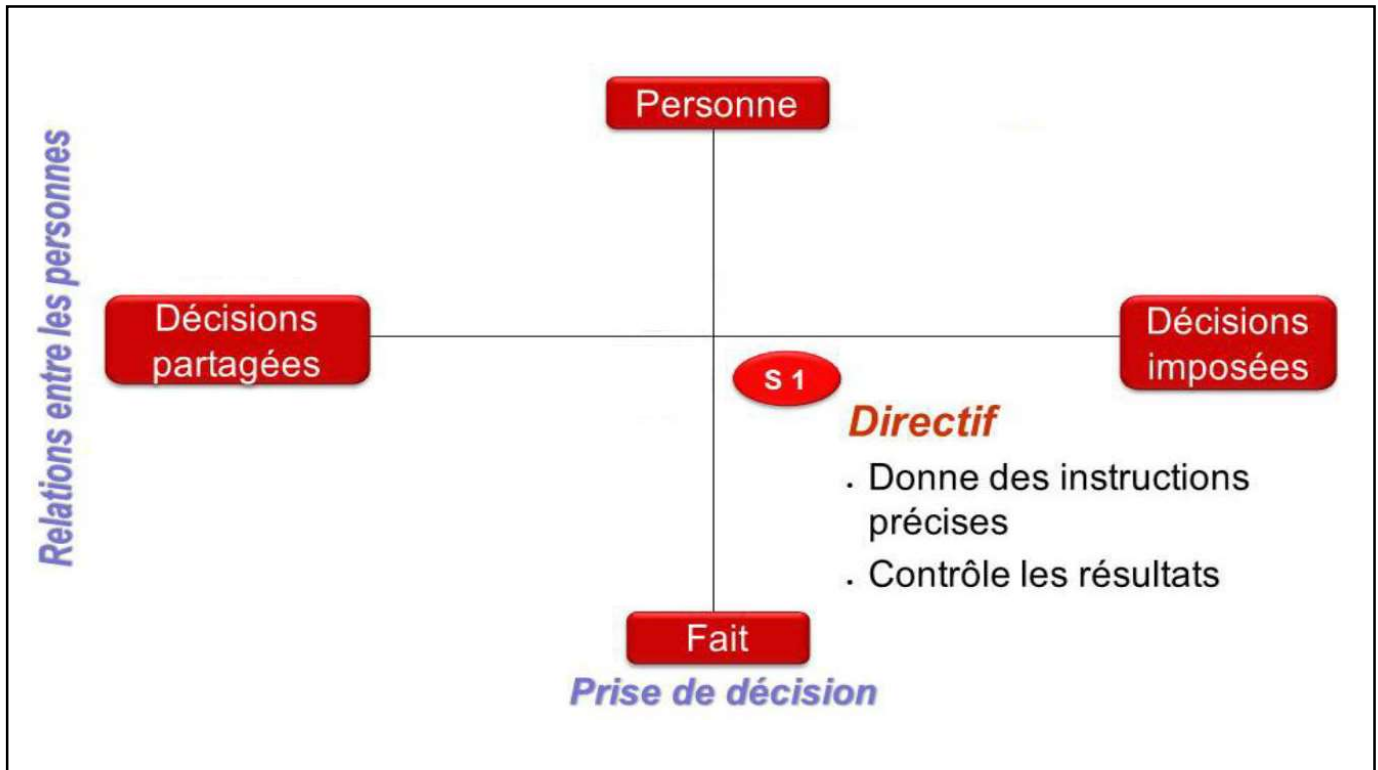 Personne
Relations entre les personnes
Décisions
partagées
Décisions
imposées
S 1
Directif
. Donne des instructions
précises
. Contrôle les résultats
Fait
Prise de décision